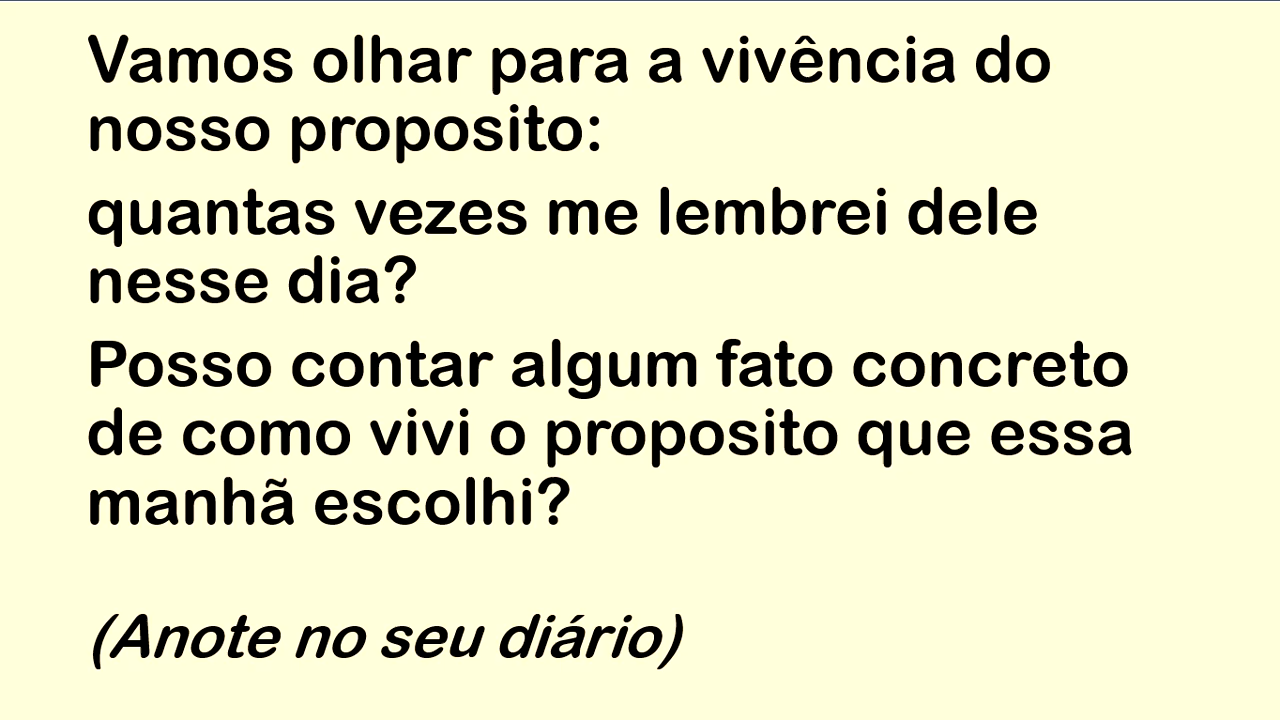 Vamos olhar para a vivência do
nosso proposito:
quantas vezes me lembrei dele
nesse dia?
Posso contar algum fato concreto
de como vivi o proposito que essa
manhã escolhi?
(Anote no seu diário)